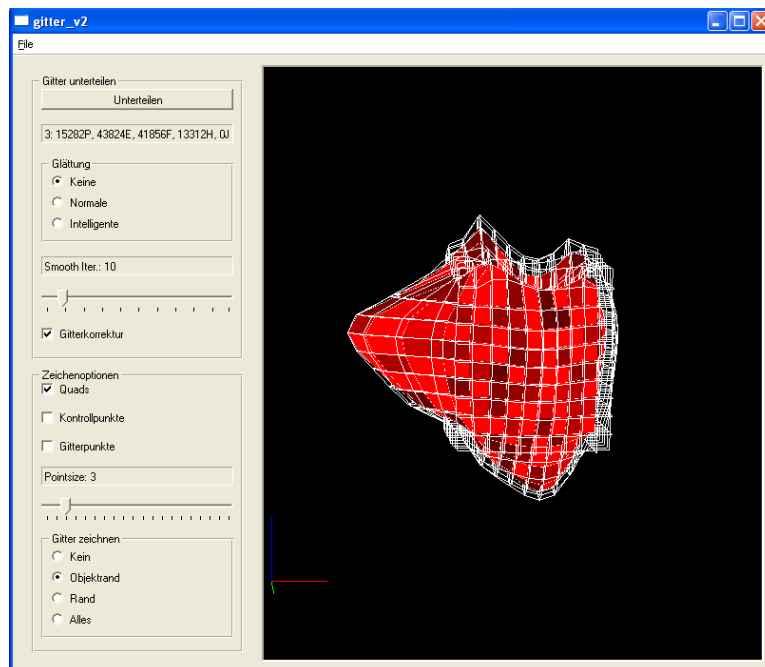 gitter_v2
File
Gitter unterteilen
Unterteilen
3: 15282P, 43824E, 41856F, 13312H,
Glättung
Keine
Normale
Intelligente
Smooth Iter.: 10
Gitterkorrektur
Zeichenoptionen
Quads
Kontrollpunkte
Gitterpunkte
Pointsize: 3
Gitter zeichnen
Kein
Objektrand
Rand
Alles